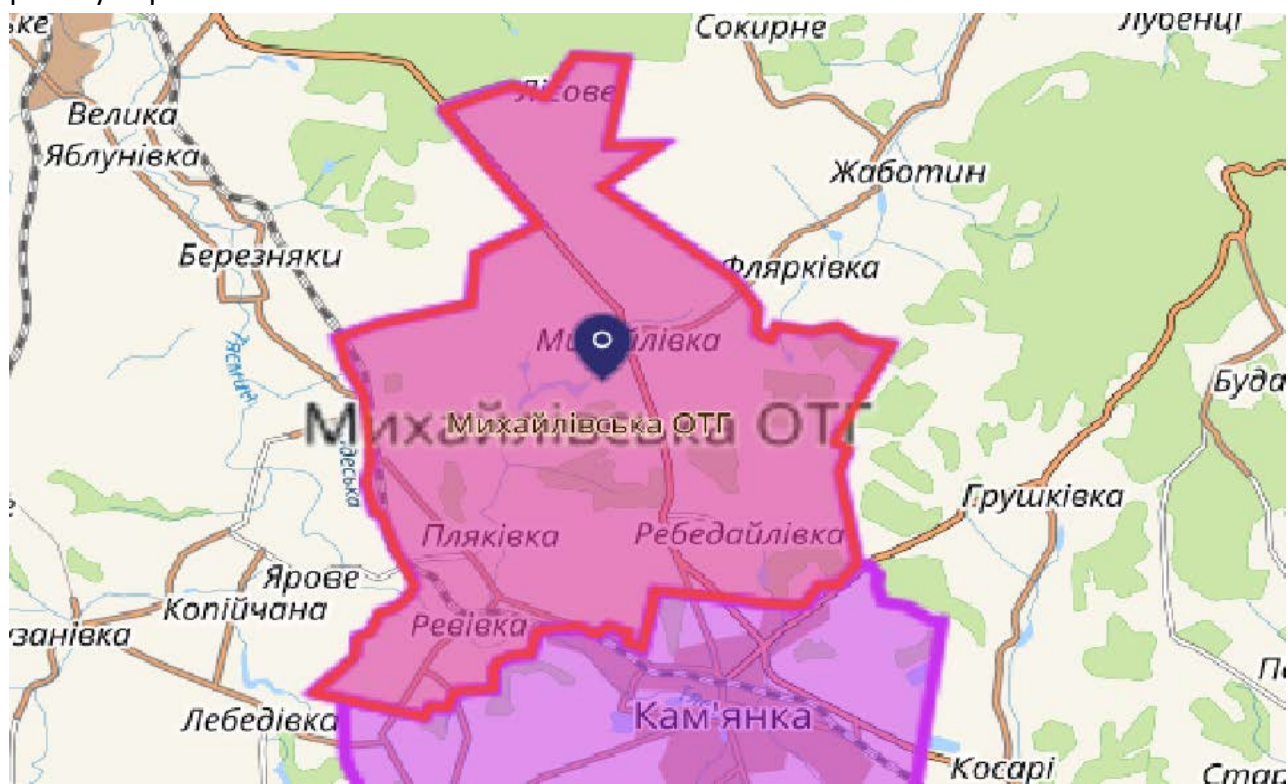 Сокирне
Лубенці
Лісове
Велика
Яблунівка
Жаботин
Березняки
Флярківка
Михайлівка
Тясмин
Буда
Михайлівська ОТГ
Михайлівська ОТГ
Грушківка
Пляківка
Ребедайлівка
Ярове
Копійчана
Ревівка
Лебедівка
Кам'янка
Косарі